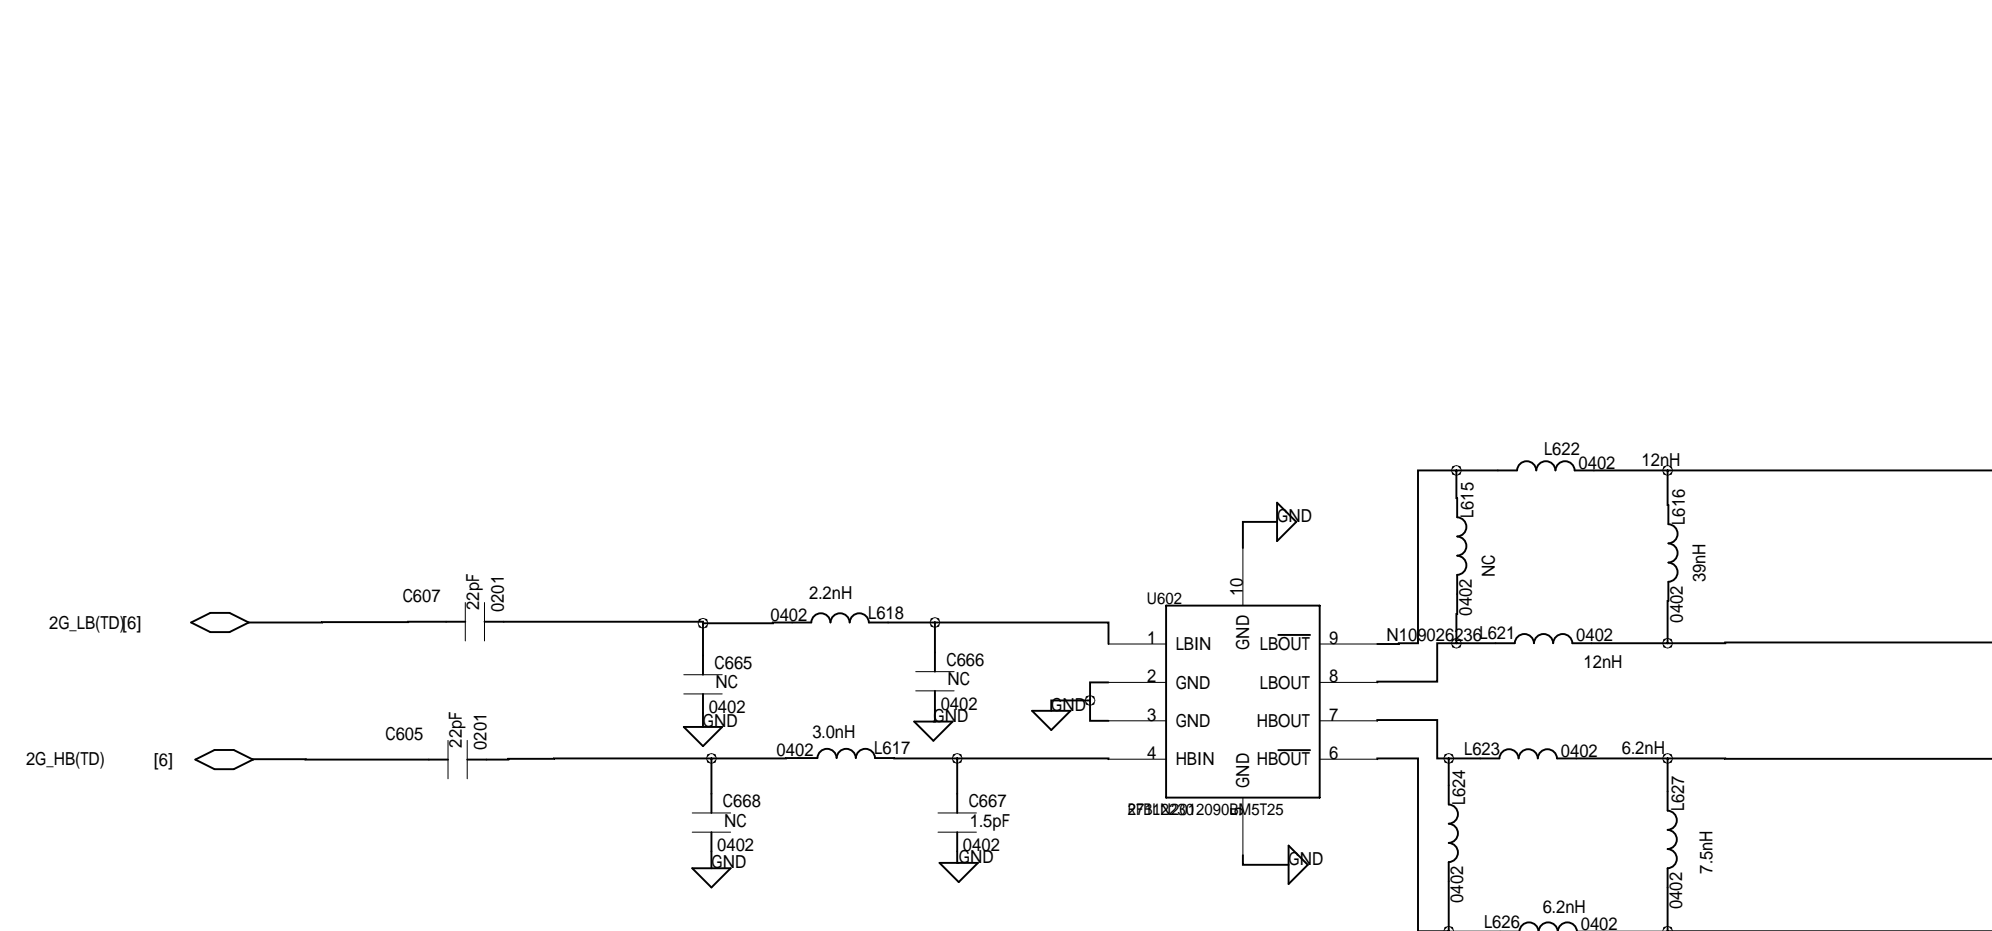 L622
0402
12nH
L615
NC
0402
L616
39nH
0402
GND
10
U602
2G_LB(TD)
[6]
C607
22pF
0201
2.2nH
0402
L618
1
LBIN
GND
LBOUT
9
N109026236
L621
0402
12nH
C665
NC
0402
GND
C666
NC
0402
GND
2
GND
LBOUT
8
GND
3
GND
HBOUT
7
2G_HB(TD)
[6]
C605
22pF
0201
3.0nH
0402
L617
4
HBIN
GND
HBOUT
6
L623
0402
6.2nH
C668
NC
0402
GND
C667
1.5pF
0402
GND
GND
L624
0402
L627
7.5nH
0402
L626
6.2nH
0402